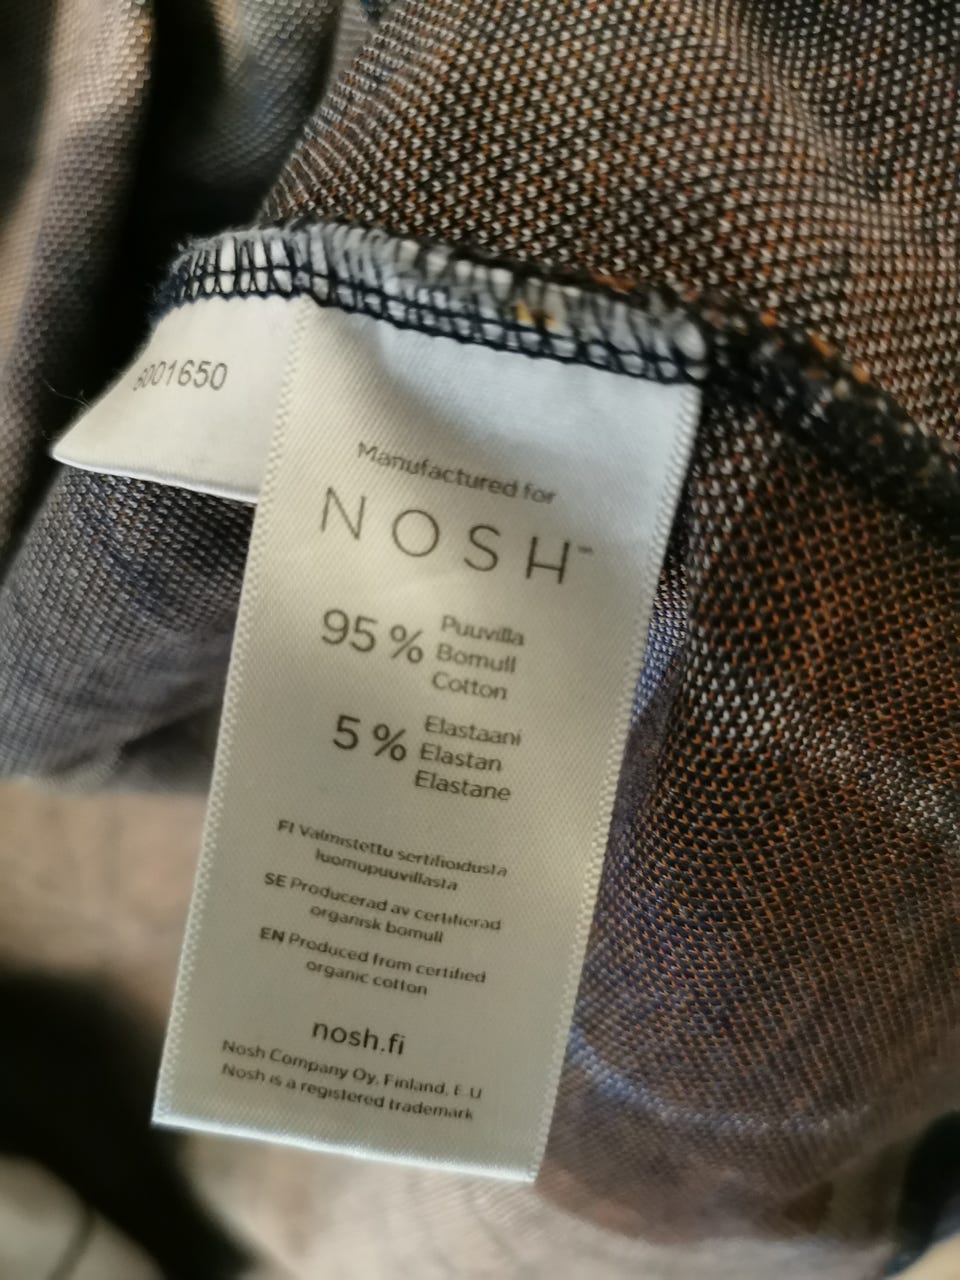 6001650
Manufactured for
NOSH™
95 % Puuvilla
Bomull
Cotton
5 % Elastaani
Elastan
Elastane
FI Valmistettu sertifioidusta
luomupuuvillasta
SE Producerad av certifierad
organisk bomull
EN Produced from certified
organic cotton
nosh.fi
Nosh Company Oy, Finland, EU
Nosh is a registered trademark